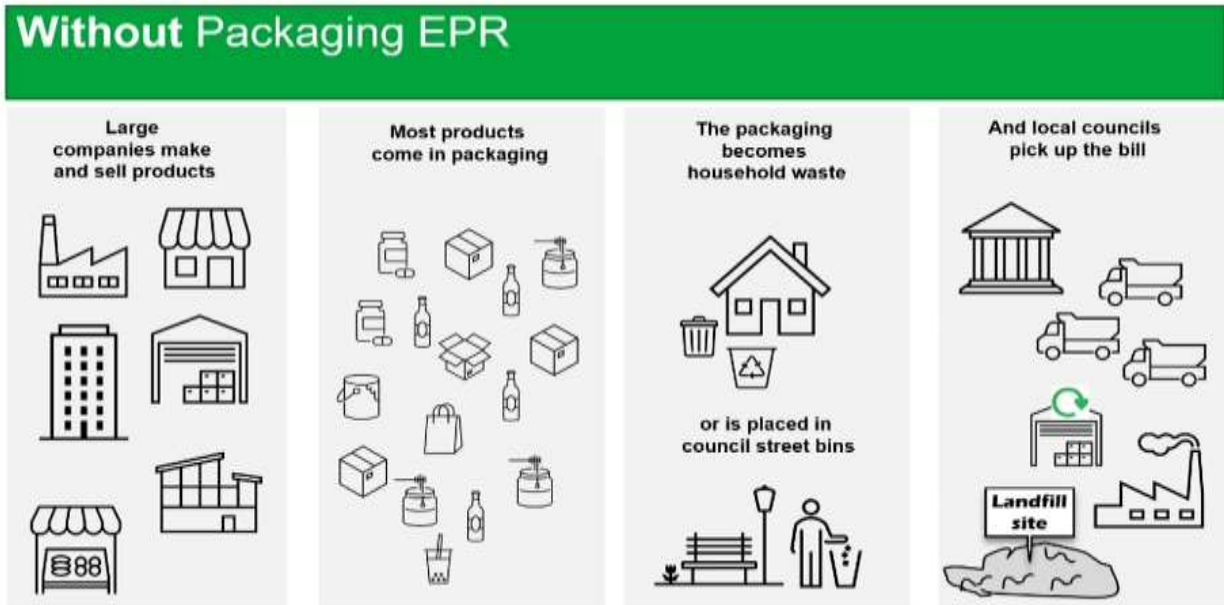 Without Packaging EPR
Large
companies make
and sell products
Most products
come in packaging
The packaging
becomes
household waste
or is placed in
council street bins
And local councils
pick up the bill
Landfill
site